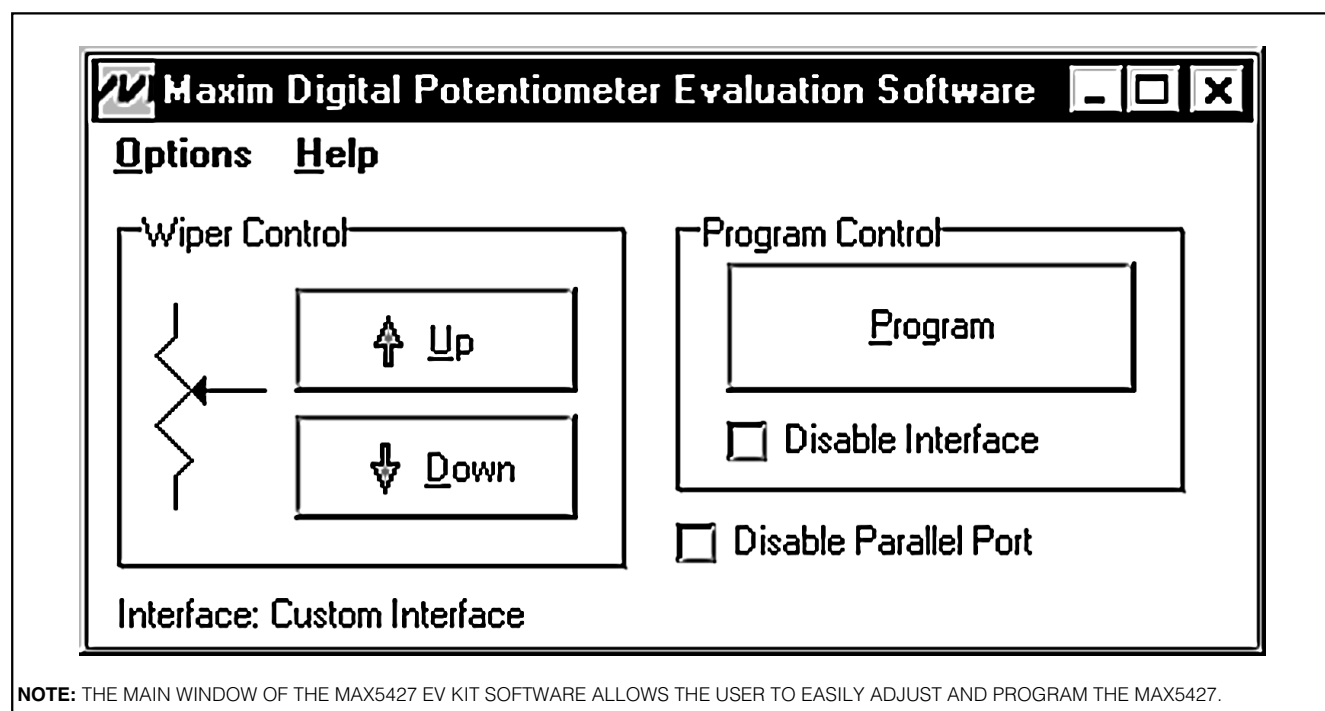 Maxim Digital Potentiometer Evaluation Software
Options Help
Wiper Control
Up
Down
Program Control
Program
Disable Interface
Disable Parallel Port
Interface: Custom Interface
NOTE: THE MAIN WINDOW OF THE MAX5427 EV KIT SOFTWARE ALLOWS THE USER TO EASILY ADJUST AND PROGRAM THE MAX5427.